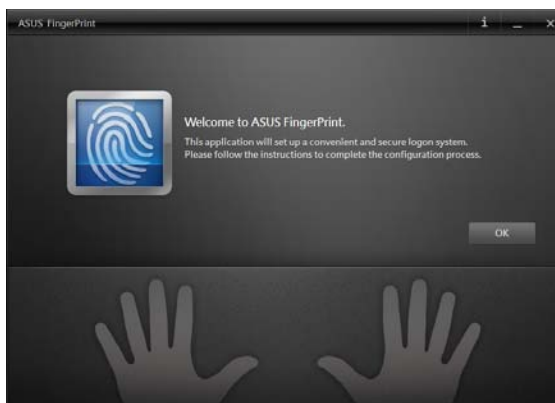 ASUS FingerPrint
Welcome to ASUS FingerPrint.
This application will set up a convenient and secure logon system.
Please follow the instructions to complete the configuration process.
OK